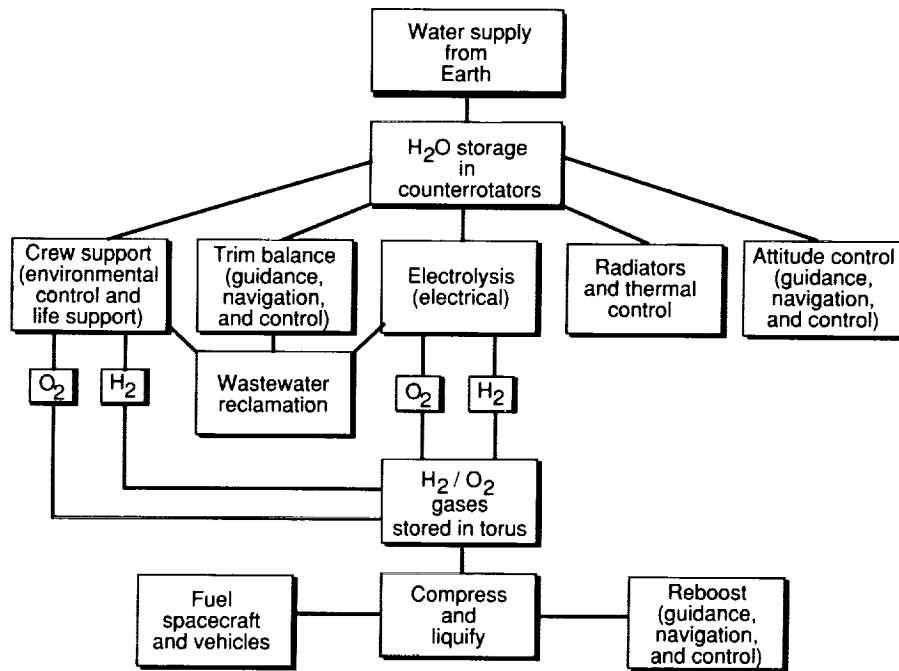 Water supply
from
Earth
H2O storage
in
counterrotators
Crew support
(environmental
control and
life support)
Trim balance
(guidance,
navigation,
and control)
Electrolysis
(electrical)
Radiators
and thermal
control
Attitude control
(guidance,
navigation,
and control)
O2
H2
Wastewater
reclamation
O2
H2
H2 / O2
gases
stored in torus
Fuel
spacecraft
and vehicles
Compress
and
liquify
Reboost
(guidance,
navigation,
and control)